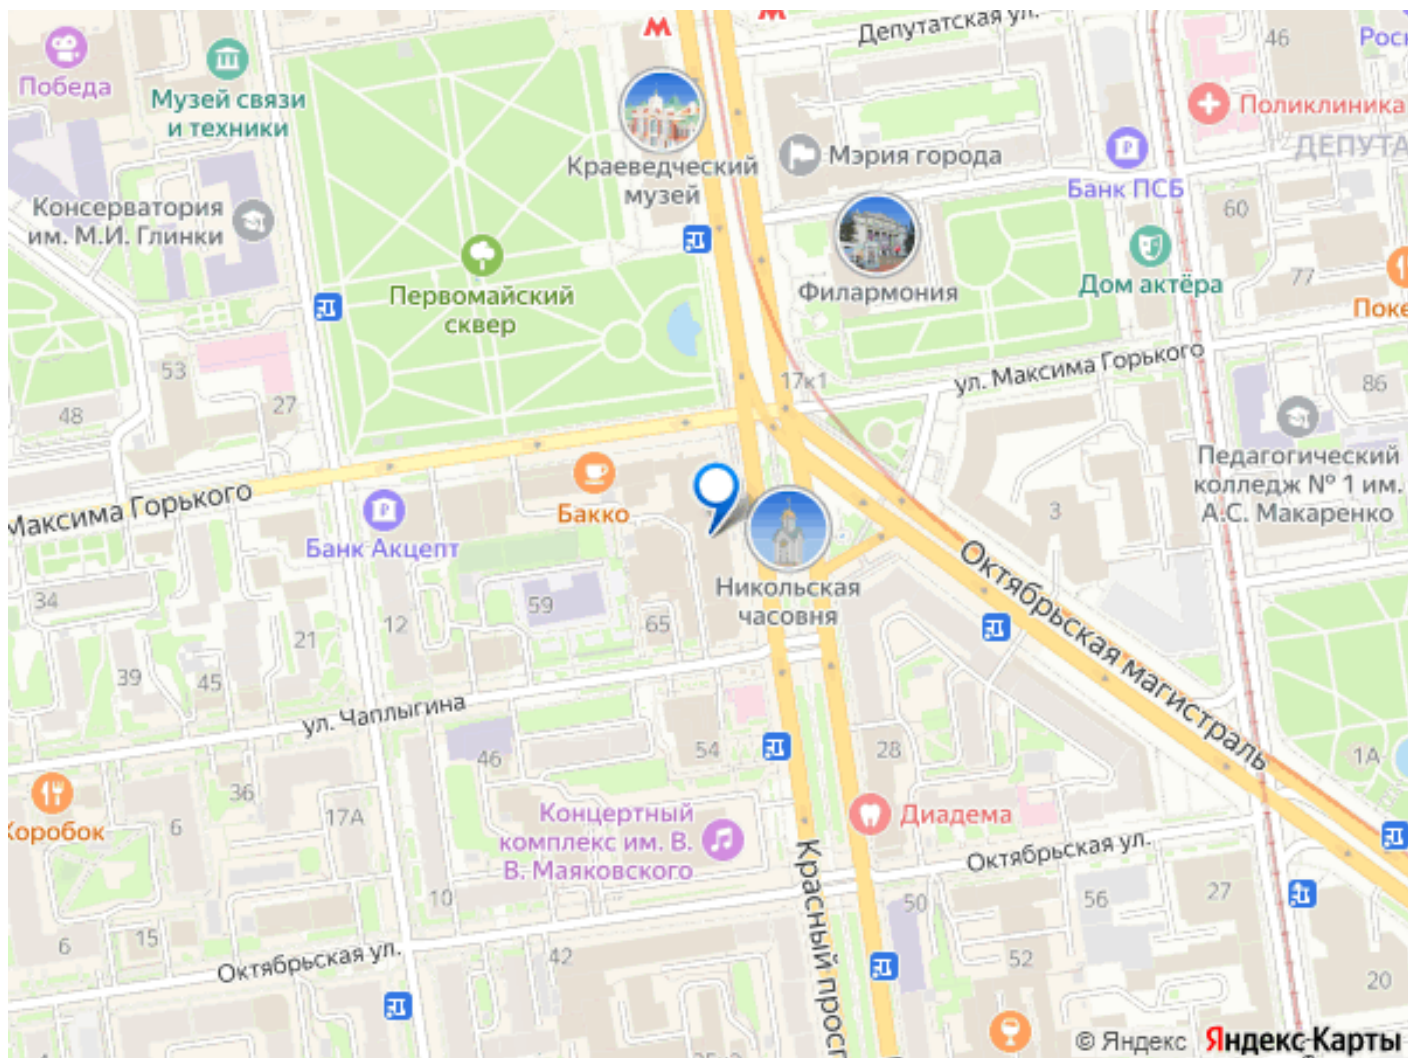 Депутатская ул.
46
Победа
Музей связи
и техники
Поликлиника
Краеведческий
музей
Мэрия города
Банк ПСБ
Консерватория
им. М.И. Глинки
60
Филармония
Дом актёра
77
Первомайский
сквер
53
27
48
17к1
ул. Максима Горького
86
Педагогический
колледж № 1 им.
А.С. Макаренко
Максима Горького
Бакко
Банк Акцепт
3
Никольская
часовня
Октябрьская магистраль
34
59
12
65
21
39
45
ул. Чаплыгина
46
54
28
1А
36
17А
6
Коробок
Концертный
комплекс им. В.
В. Маяковского
Диадема
Октябрьская ул.
Красный просп
10
50
56
27
6
15
Октябрьская ул.
42
52
20
© Яндекс Яндекс Карты